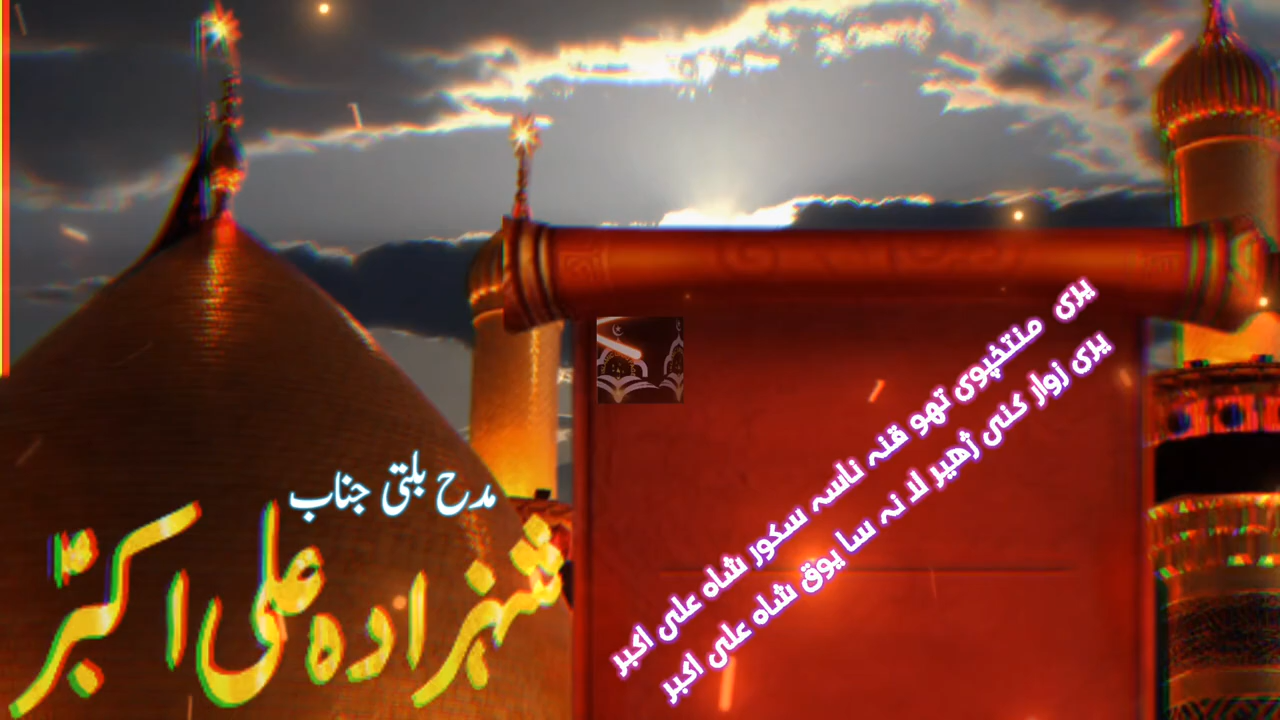 مدح بلتی جناب
شہزادہ علی اکبرؑ
یری منتخپوی تھو قنہ ناسہ سکور شاہ علی اکبر
یری زوار کنی ژھیر لا نہ سا یوق شاہ علی اکبر